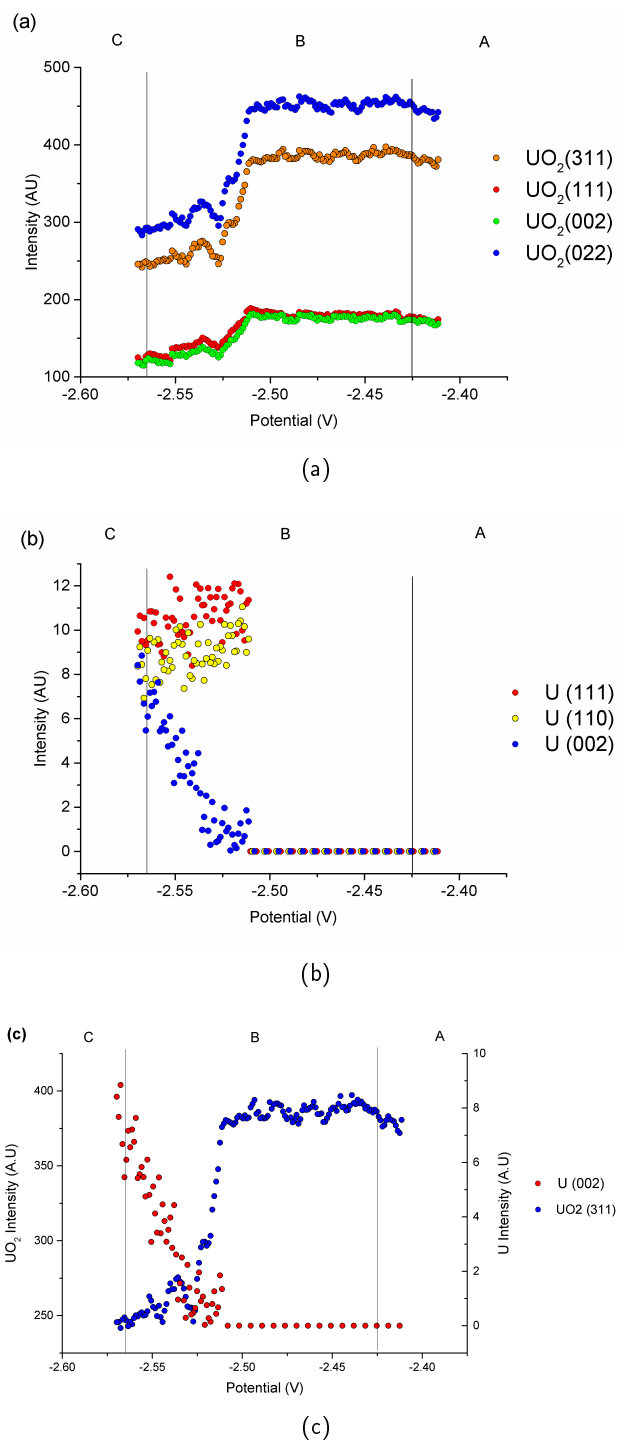 (a)
C B A
500
400
300
200
100
Intensity (AU)
-2.60 -2.55 -2.50 -2.45 -2.40
Potential (V)
UO2(311)
UO2(111)
UO2(002)
UO2(022)
(a)
(b)
C B A
12
10
8
6
4
2
0
Intensity (AU)
-2.60 -2.55 -2.50 -2.45 -2.40
Potential (V)
U (111)
U (110)
U (002)
(b)
(c)
C B A
400
375
350
300
275
250
UO2 Intensity (A.U)
10
8
6
4
2
0
U Intensity (A.U)
-2.60 -2.55 -2.50 -2.45 -2.40
Potential (V)
U (002)
UO2 (311)
(c)